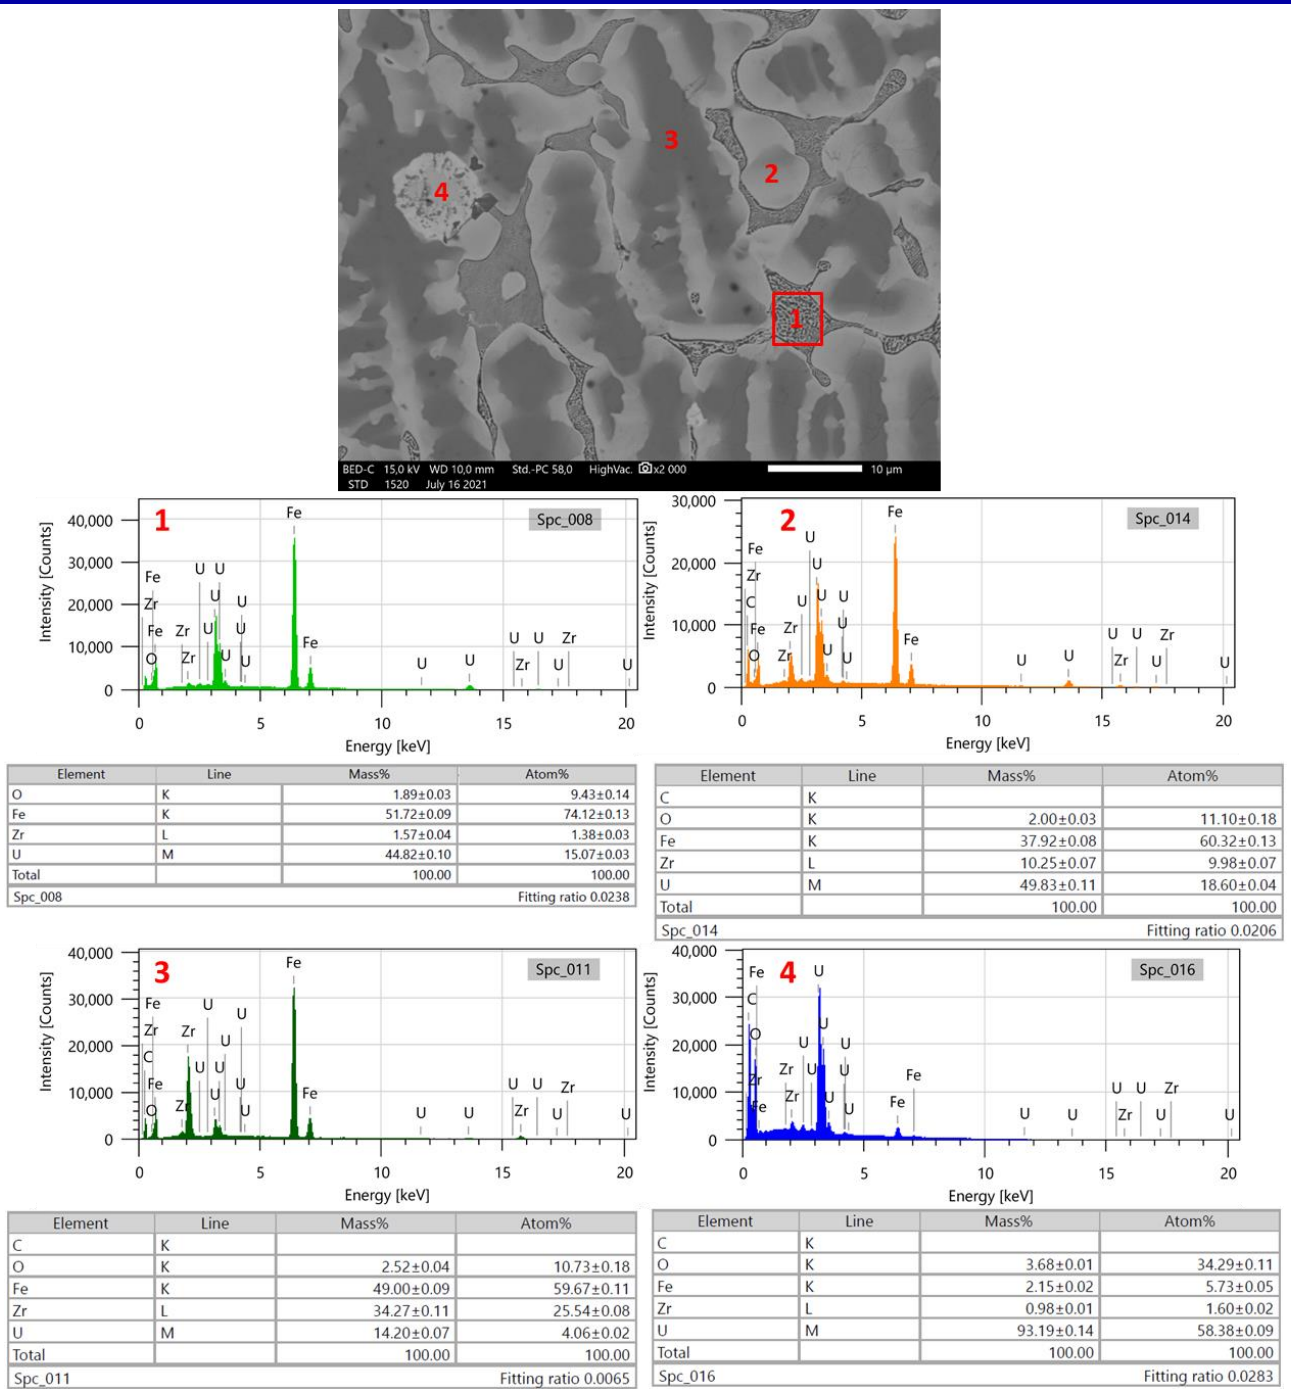 3
2
4
1
BED-C 15,0 kV WD 10,0 mm Std.-PC 58,0 HighVac. x2 000 10 µm
STD 1520 July 16 2021
1
Spc_008
Intensity [Counts]
40,000
30,000
20,000
10,000
0
Fe
Zr
Fe
O
Zr
Zr
U
U
U
U
U
U
U
U
Fe
Fe
U
U
U
U
Zr
Zr
U
U
0 5 10 15 20
Energy [keV]
2
Spc_014
Intensity [Counts]
30,000
20,000
10,000
0
Fe
Zr
C
Fe
O
Zr
Zr
U
U
U
U
U
U
U
U
Fe
Fe
U
U
U
U
Zr
Zr
U
U
0 5 10 15 20
Energy [keV]
Element Line Mass% Atom%
O K 1.89±0.03 9.43±0.14
Fe K 51.72±0.09 74.12±0.13
Zr L 1.57±0.04 1.38±0.03
U M 44.82±0.10 15.07±0.03
Total 100.00 100.00
Spc_008 Fitting ratio 0.0238
Element Line Mass% Atom%
C K
O K 2.00±0.03 11.10±0.18
Fe K 37.92±0.08 60.32±0.13
Zr L 10.25±0.07 9.98±0.07
U M 49.83±0.11 18.60±0.04
Total 100.00 100.00
Spc_014 Fitting ratio 0.0206
3
Spc_011
Intensity [Counts]
40,000
30,000
20,000
10,000
0
Fe
Zr
C
Fe
O
Zr
Zr
U
U
U
U
U
U
U
U
Fe
Fe
U
U
U
U
Zr
Zr
U
U
0 5 10 15 20
Energy [keV]
4
Spc_016
Intensity [Counts]
40,000
30,000
20,000
10,000
0
Fe
C
O
Zr
Fe
Zr
Zr
U
U
U
U
U
U
U
U
Fe
Fe
U
U
U
U
Zr
Zr
U
U
0 5 10 15 20
Energy [keV]
Element Line Mass% Atom%
C K
O K 2.52±0.04 10.73±0.18
Fe K 49.00±0.09 59.67±0.11
Zr L 34.27±0.11 25.54±0.08
U M 14.20±0.07 4.06±0.02
Total 100.00 100.00
Spc_011 Fitting ratio 0.0065
Element Line Mass% Atom%
C K
O K 3.68±0.01 34.29±0.11
Fe K 2.15±0.02 5.73±0.05
Zr L 0.98±0.01 1.60±0.02
U M 93.19±0.14 58.38±0.09
Total 100.00 100.00
Spc_016 Fitting ratio 0.0283